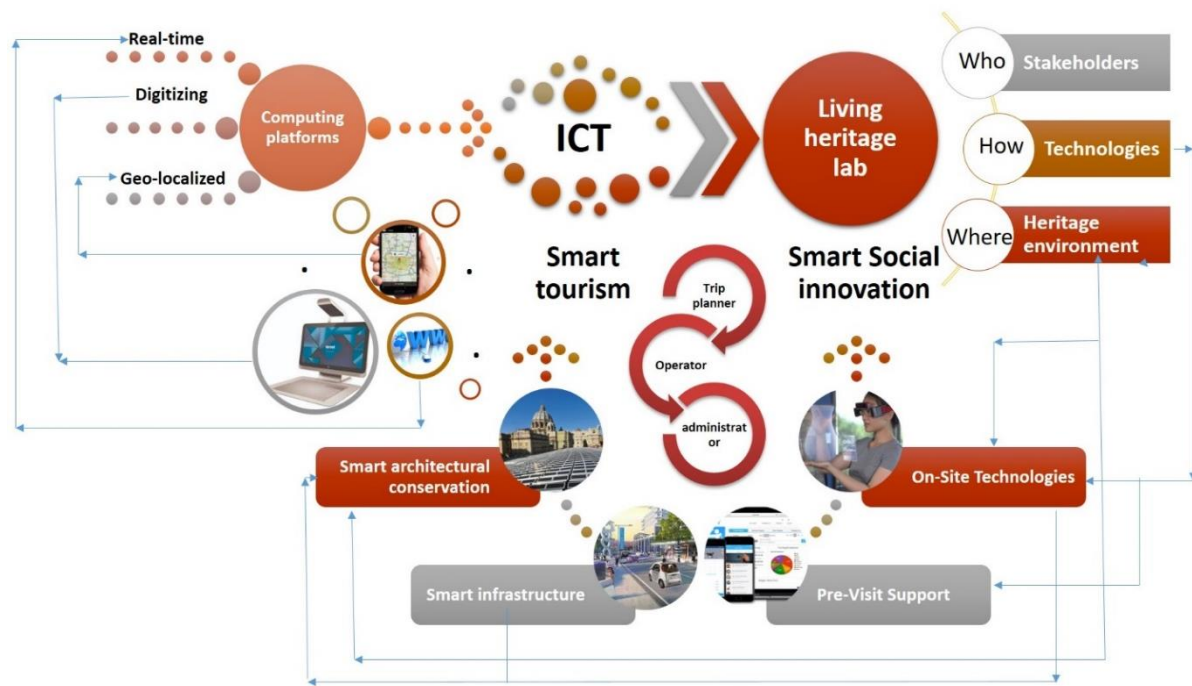 Real-time
Digitizing
Geo-localized
Computing
platforms
ICT
Living
heritage
lab
Who
Stakeholders
How
Technologies
Where
Heritage
environment
Smart
tourism
Smart Social
innovation
Trip
planner
Operator
administrat
or
WW
Smart architectural
conservation
On-Site Technologies
Smart infrastructure
Pre-Visit Support